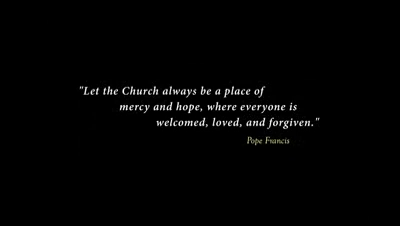 "Let the Church always be a place of
mercy and hope, where everyone is
welcomed, loved, and forgiven."
Pope Francis